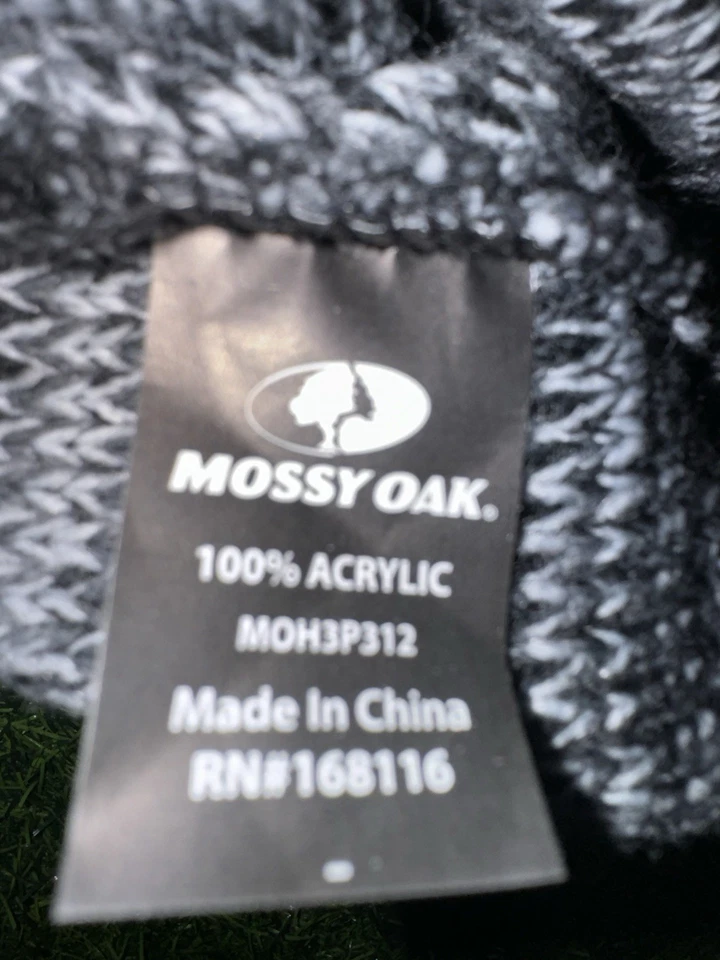 MOSSY OAK.
100% ACRYLIC
MOH3P312
Made In China
RN#168116